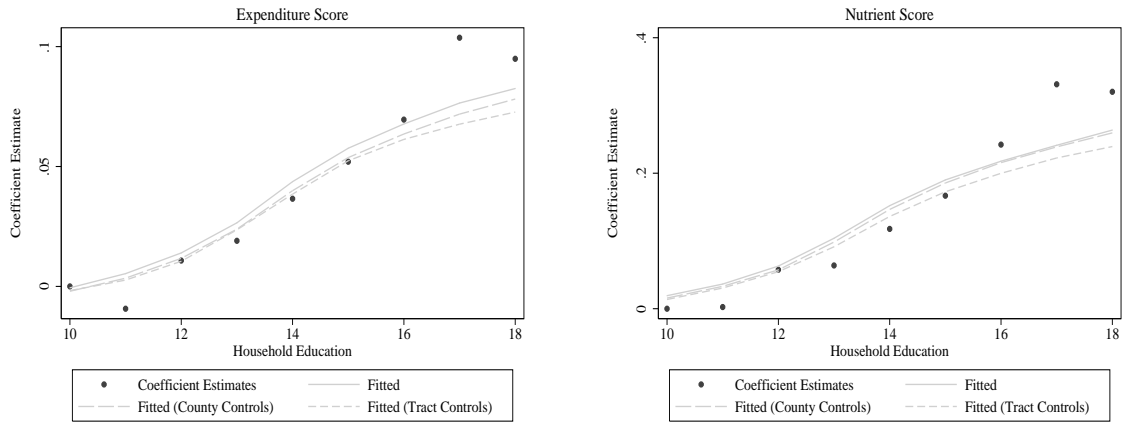 Expenditure Score
Coefficient Estimate
.1
.05
0
10 12 14 16 18
Household Education
Coefficient Estimates Fitted
Fitted (County Controls) Fitted (Tract Controls)
Nutrient Score
Coefficient Estimate
.4
.2
0
10 12 14 16 18
Household Education
Coefficient Estimates Fitted
Fitted (County Controls) Fitted (Tract Controls)